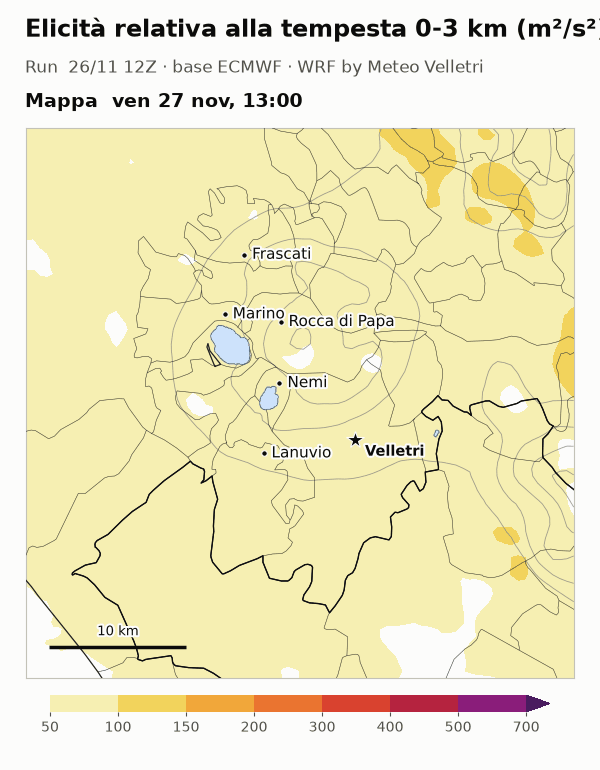 Elicità relativa alla tempesta 0-3 km (m²/s²)
Run 26/11 12Z · base ECMWF · WRF by Meteo Velletri
Mappa ven 27 nov, 13:00
Frascati
Marino
Rocca di Papa
Nemi
Velletri
Lanuvio
10 km
50 100 150 200 300 400 500 700